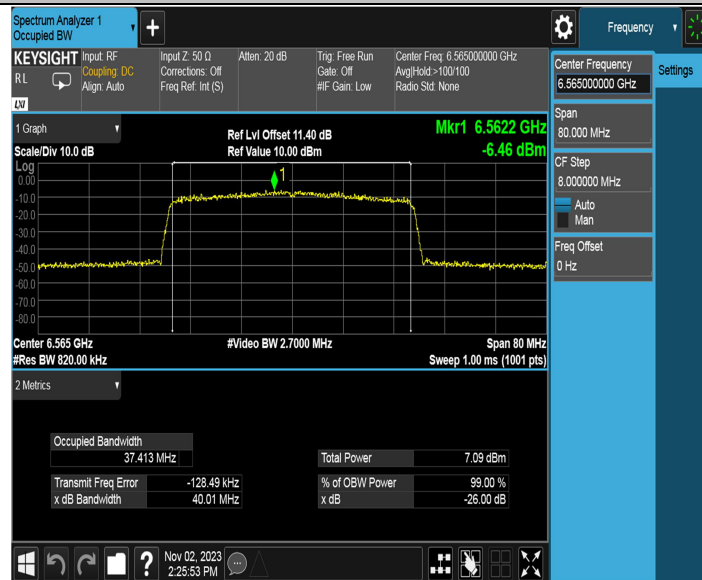 Spectrum Analyzer 1
Occupied BW
+
Frequency
KEYSIGHT
RL
LXI
Input: RF
Coupling: DC
Align: Auto
Input Z: 50 Ω
Corrections: Off
Freq Ref: Int (S)
Atten: 20 dB
Trig: Free Run
Gate: Off
#IF Gain: Low
Center Freq: 6.565000000 GHz
Avg|Hold:>100/100
Radio Std: None
Center Frequency
6.565000000 GHz
Settings
Span
80.000 MHz
CF Step
8.000000 MHz
Auto
Man
Freq Offset
0 Hz
1 Graph
Ref Lvl Offset 11.40 dB
Mkr1 6.5622 GHz
Scale/Div 10.0 dB
Ref Value 10.00 dBm
-6.46 dBm
Log
1
0.00
-10.0
-20.0
-30.0
-40.0
-50.0
-60.0
-70.0
-80.0
Center 6.565 GHz
#Video BW 2.7000 MHz
Span 80 MHz
#Res BW 820.00 kHz
Sweep 1.00 ms (1001 pts)
2 Metrics
Occupied Bandwidth
37.413 MHz
Total Power 7.09 dBm
Transmit Freq Error -128.49 kHz
% of OBW Power 99.00 %
x dB Bandwidth 40.01 MHz
x dB -26.00 dB
?
Nov 02, 2023
2:25:53 PM